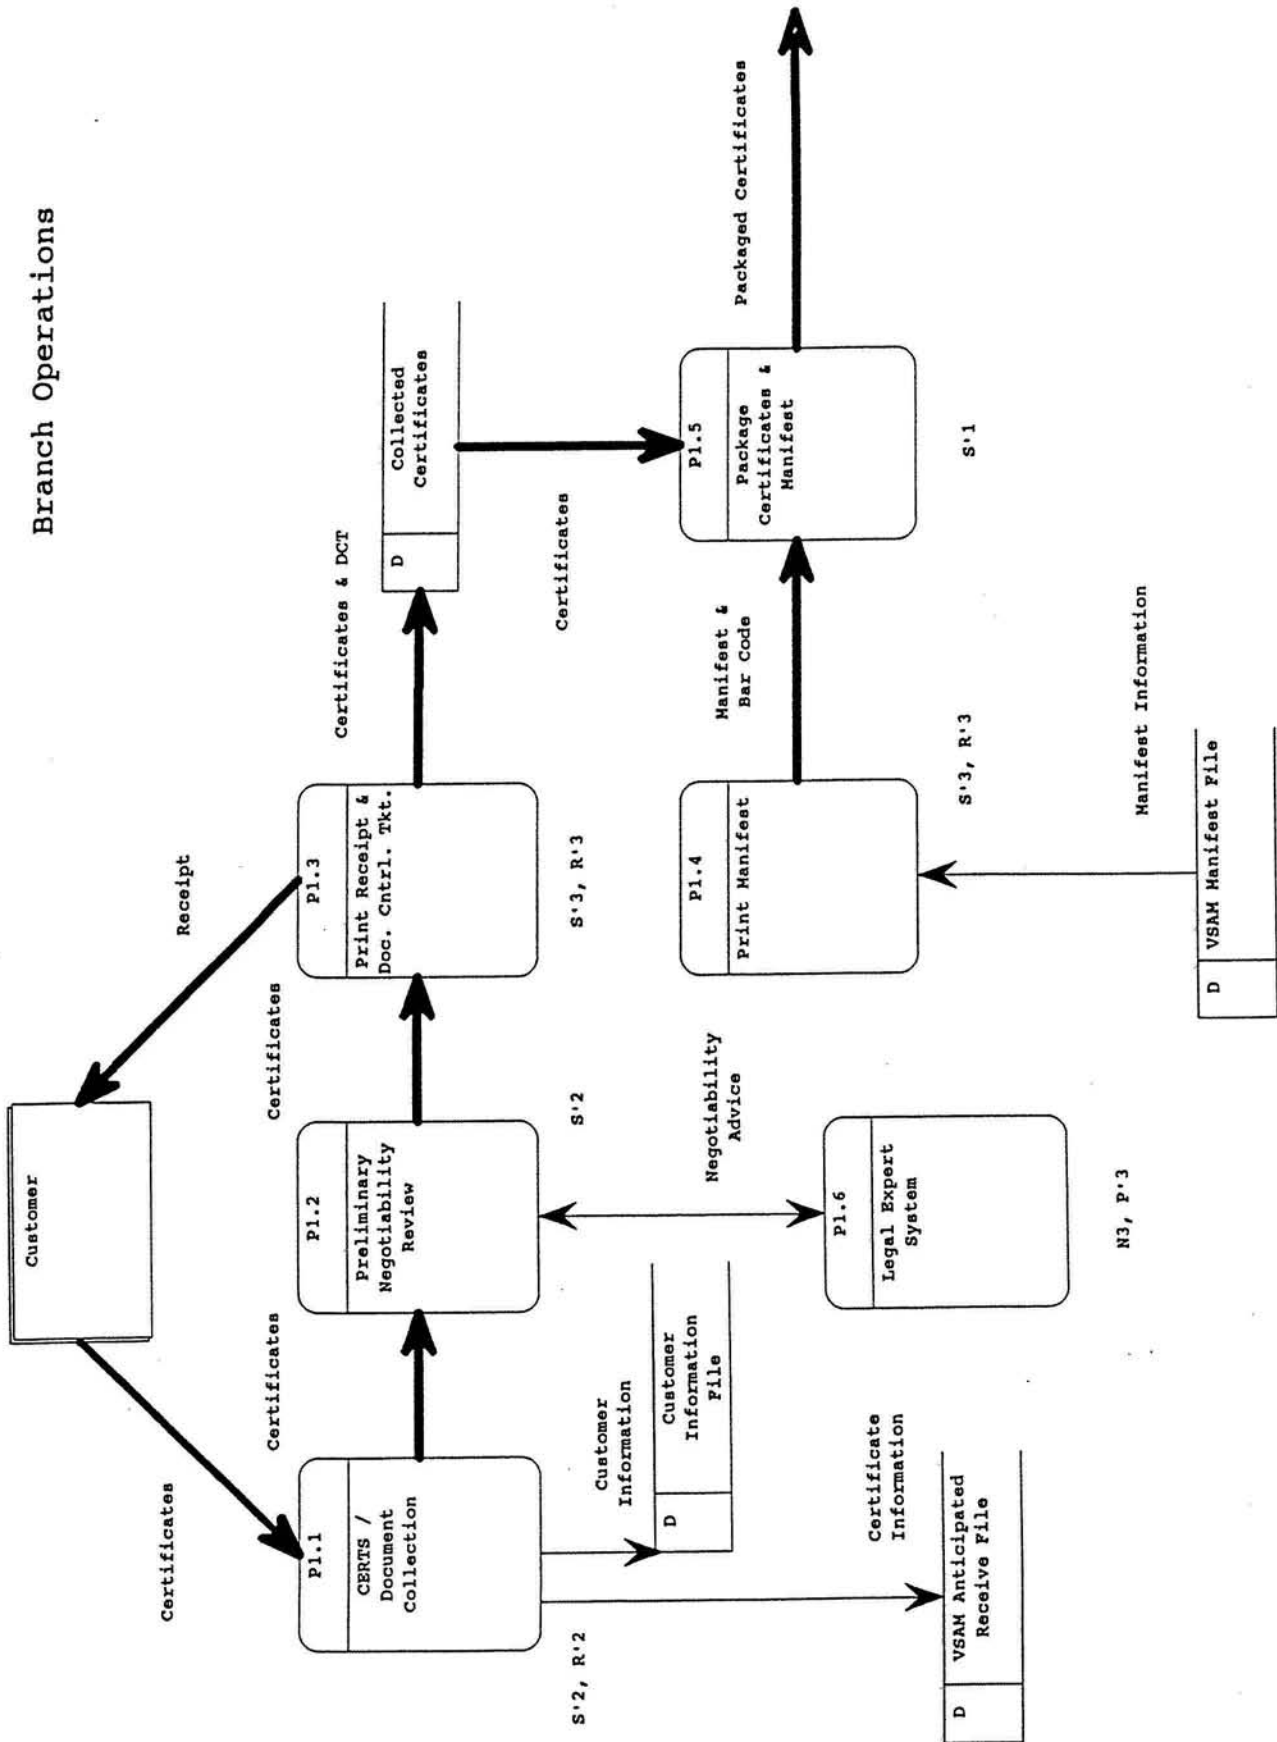 Branch Operations
Customer
Certificates
Receipt
P1.1
CERTS /
Document
Collection
S'2, R'2
Certificates
P1.2
Preliminary
Negotiability
Review
S'2
Certificates
P1.3
Print Receipt &
Doc. Cntrl. Tkt.
S'3, R'3
Certificates & DCT
D
Collected
Certificates
Certificates
Customer
Information
D
Customer
Information
File
Certificate
Information
D
VSAM Anticipated
Receive File
Negotiability
Advice
P1.6
Legal Expert
System
N3, P'3
P1.4
Print Manifest
S'3, R'3
Manifest &
Bar Code
Manifest Information
D
VSAM Manifest File
P1.5
Package
Certificates &
Manifest
S'1
Packaged Certificates